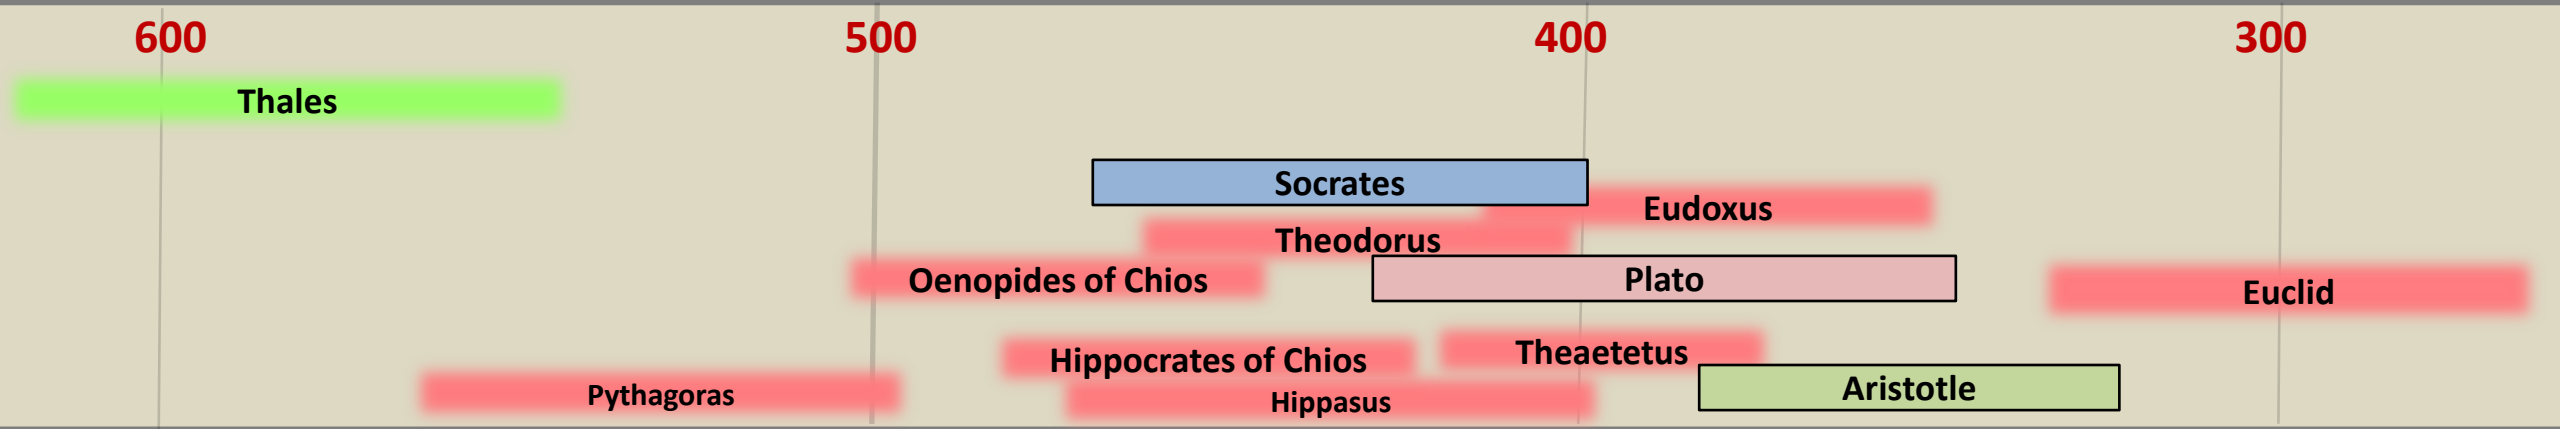 600
500
400
300
Thales
Socrates
Eudoxus
Theodorus
Oenopides of Chios
Plato
Euclid
Hippocrates of Chios
Theaetetus
Pythagoras
Hippasus
Aristotle